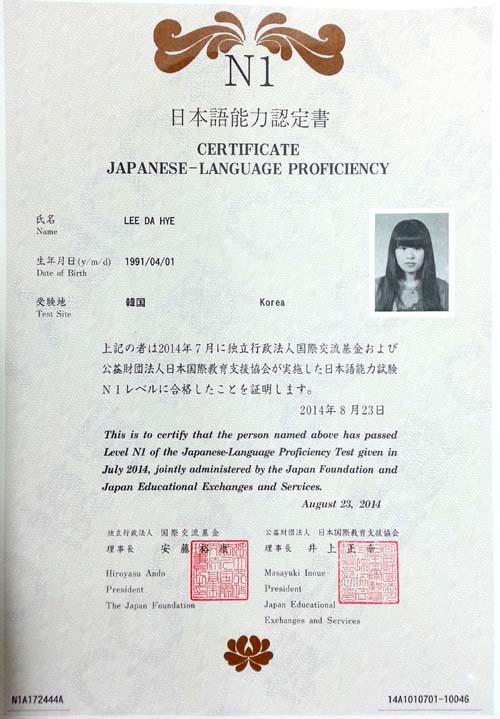 N1
日本語能力認定書
CERTIFICATE
JAPANESE-LANGUAGE PROFICIENCY
氏名 LEE DA HYE
Name
生年月日(y/m/d) 1991/04/01
Date of Birth
受験地 韓国 Korea
Test Site
上記の者は2014年7月に独立行政法人国際交流基金および
公益財団法人日本国際教育支援協会が実施した日本語能力試験
N1レベルに合格したことを証明します。
2014年8月23日
This is to certify that the person named above has passed
Level N1 of the Japanese-Language Proficiency Test given in
July 2014, jointly administered by the Japan Foundation and
Japan Educational Exchanges and Services.
August 23, 2014
独立行政法人 国際交流基金
理事長 安藤裕康
Hiroyasu Ando
President
The Japan Foundation
公益財団法人 日本国際教育支援協会
理事長 井上正幸
Masayuki Inoue
President
Japan Educational
Exchanges and Services
N1A172444A
14A1010701-10046